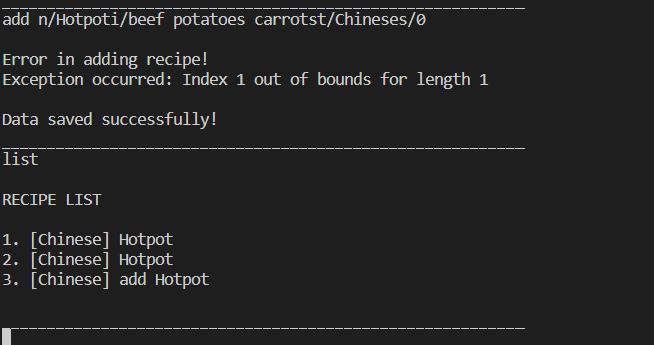 add n/Hotpoti/beef potatoes carrotst/Chineses/0
Error in adding recipe!
Exception occurred: Index 1 out of bounds for length 1
Data saved successfully!
list
RECIPE LIST
1. [Chinese] Hotpot
2. [Chinese] Hotpot
3. [Chinese] add Hotpot